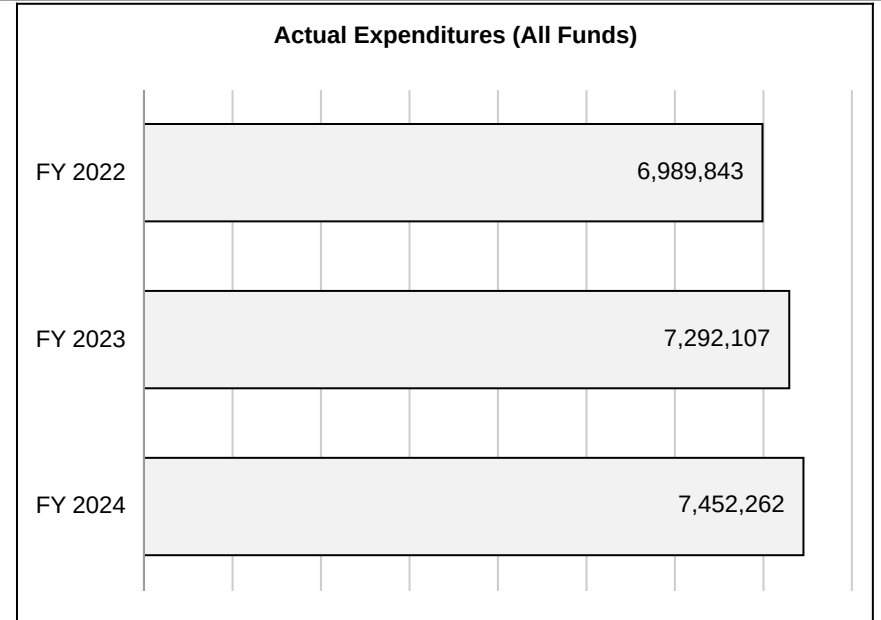 Actual Expenditures (All Funds)
FY 2022
6,989,843
FY 2023
7,292,107
FY 2024
7,452,262